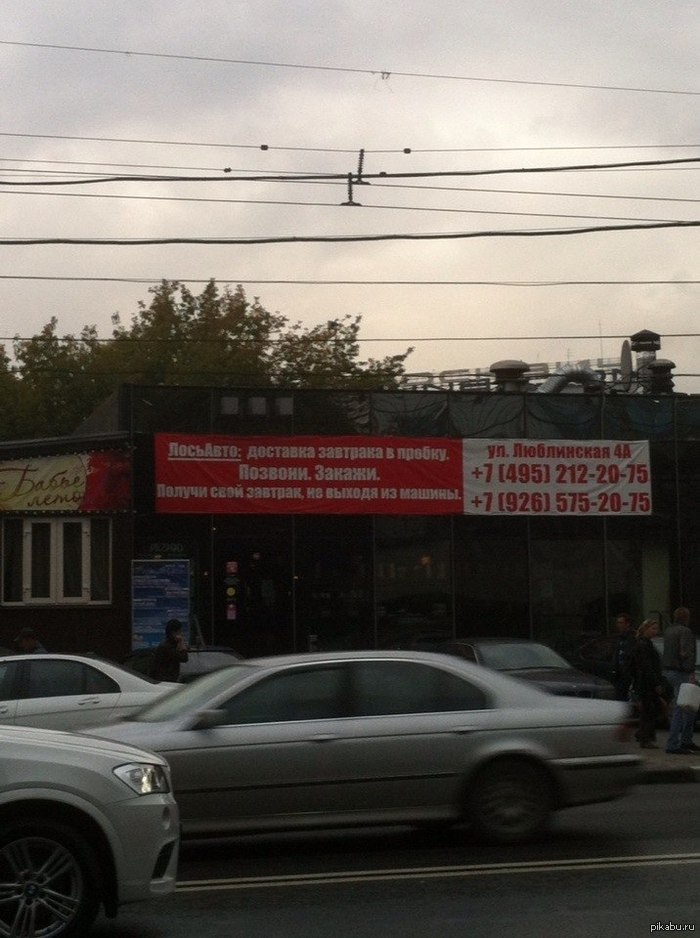 ЛосьАвто: доставка завтрака в пробку.
Позвони. Закажи.
Получи свой завтрак, не выходя из машины.
ул. Люблинская 4А
+7 (495) 212-20-75
+7 (926) 575-20-75
Бабье
лето
pikabu.ru